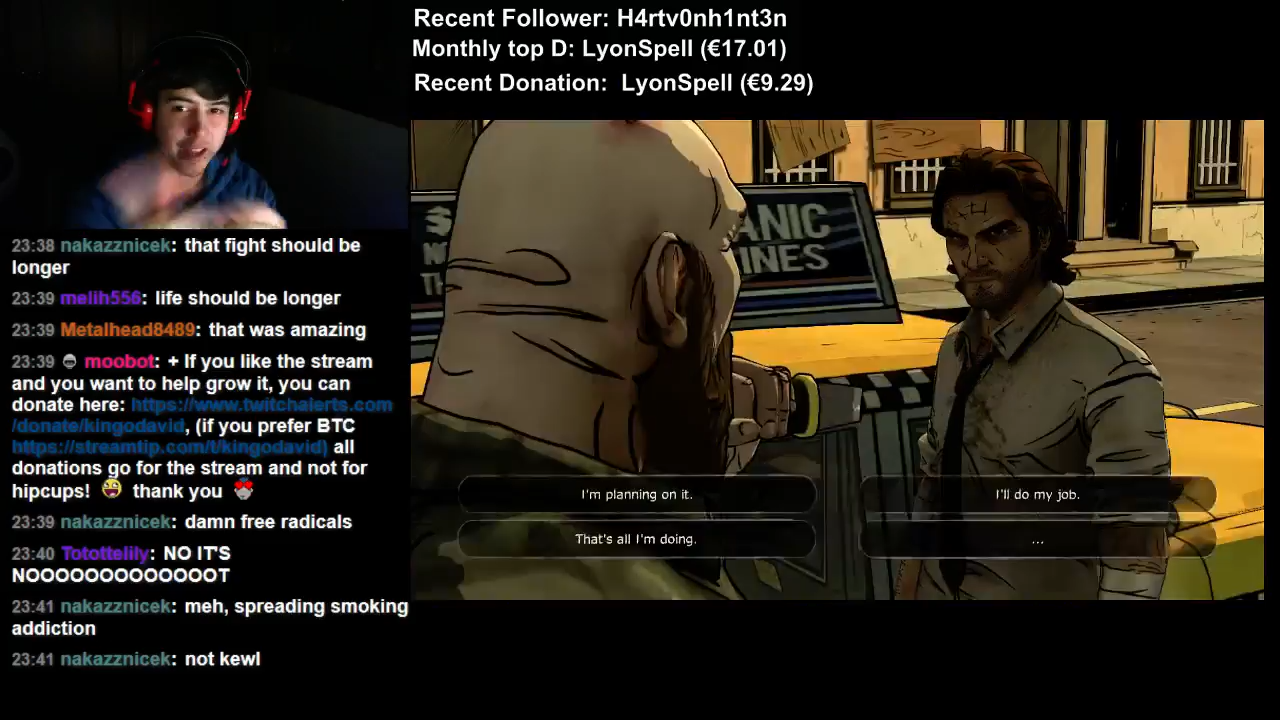 Recent Follower: H4rtv0nh1nt3n
Monthly top D: LyonSpell (€17.01)
Recent Donation: LyonSpell (€9.29)
23:38 nakazznicek: that fight should be
longer
23:39 melih556: life should be longer
23:39 Metalhead8489: that was amazing
23:39 moobot: + If you like the stream
and you want to help grow it, you can
donate here: https://www.twitchalerts.com
/donate/kingodavid, (if you prefer BTC
https://streamtip.com/t/kingodavid) all
donations go for the stream and not for
hipcups! thank you
23:39 nakazznicek: damn free radicals
23:40 Totottelily: NO IT'S
NOOOOOOOOOOOOOT
23:41 nakazznicek: meh, spreading smoking
addiction
23:41 nakazznicek: not kewl
$
N
TH
ANIC
INES
I'm planning on it.
I'll do my job.
That's all I'm doing.
...